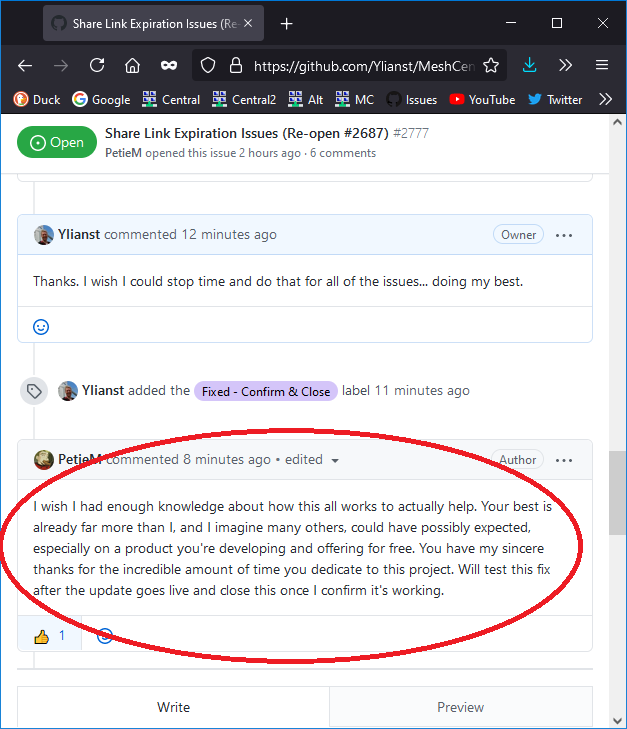 Share Link Expiration Issues (Re-
https://github.com/Ylianst/MeshCen
Duck Google Central Central2 Alt MC Issues YouTube Twitter
Open
Share Link Expiration Issues (Re-open #2687) #2777
PetieM opened this issue 2 hours ago · 6 comments
Ylianst commented 12 minutes ago Owner
Thanks. I wish I could stop time and do that for all of the issues... doing my best.
Ylianst added the Fixed - Confirm & Close label 11 minutes ago
PetieM commented 8 minutes ago • edited Author
I wish I had enough knowledge about how this all works to actually help. Your best is
already far more than I, and I imagine many others, could have possibly expected,
especially on a product you're developing and offering for free. You have my sincere
thanks for the incredible amount of time you dedicate to this project. Will test this fix
after the update goes live and close this once I confirm it's working.
1
Write Preview